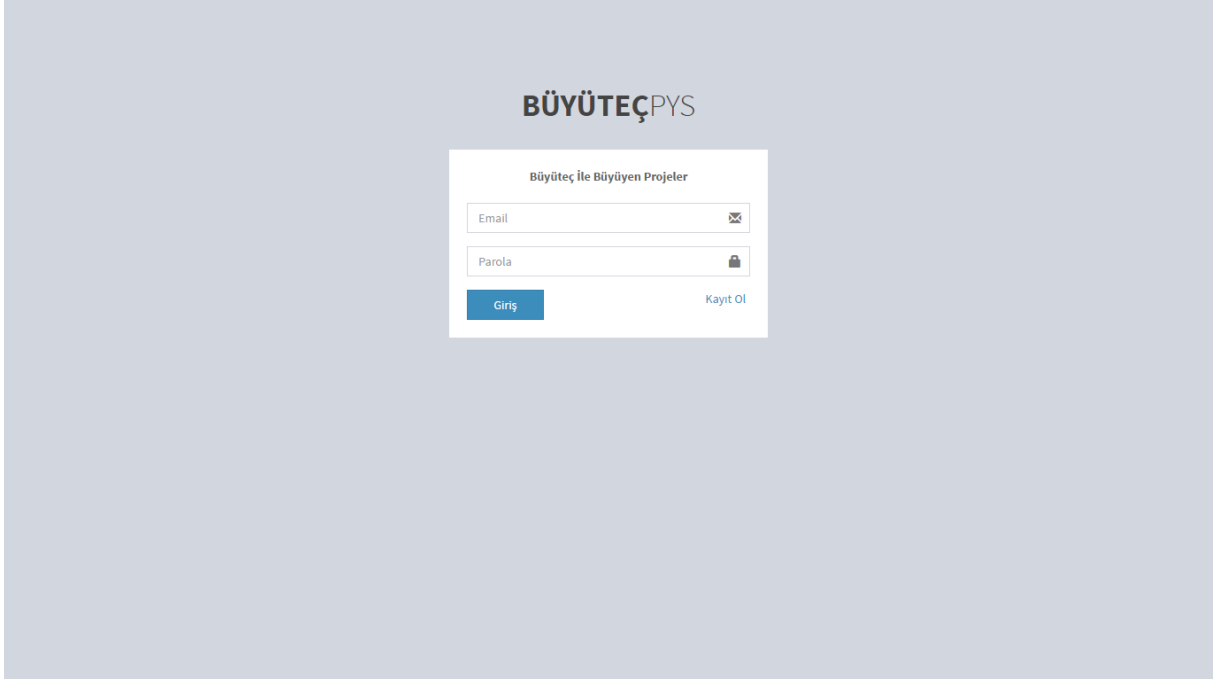 BÜYÜTEÇPYS
Büyüteç İle Büyüyen Projeler
Email
Parola
Giriş
Kayıt Ol